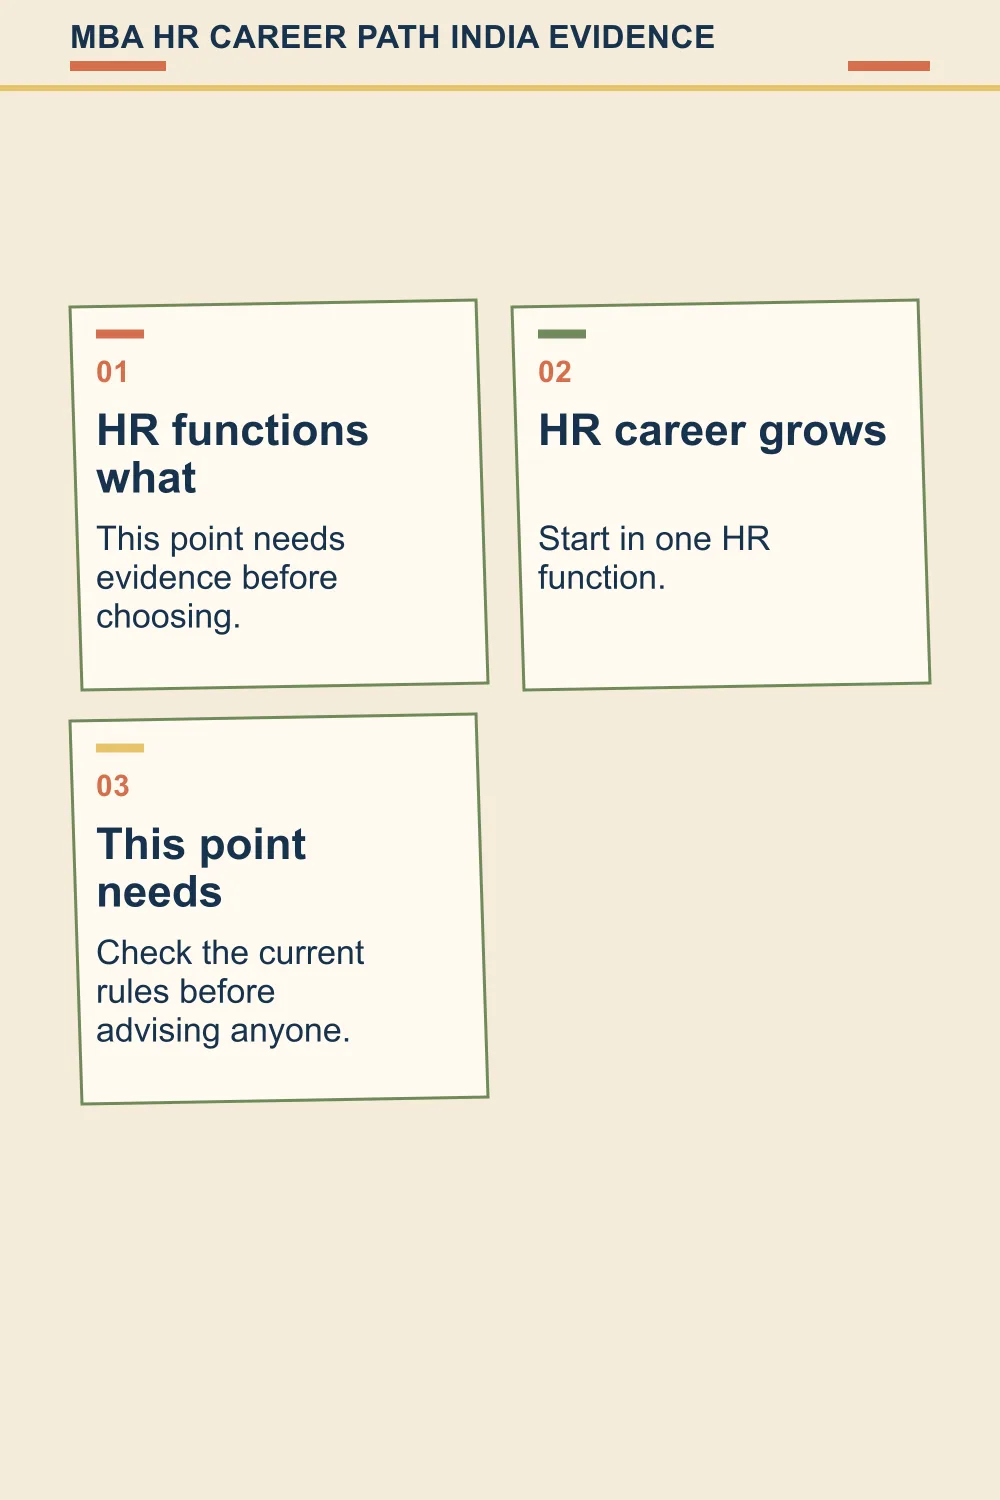 MBA HR CAREER PATH INDIA EVIDENCE
01
HR functions
what
This point needs
evidence before
choosing.
02
HR career grows
Start in one HR
function.
03
This point
needs
Check the current
rules before
advising anyone.